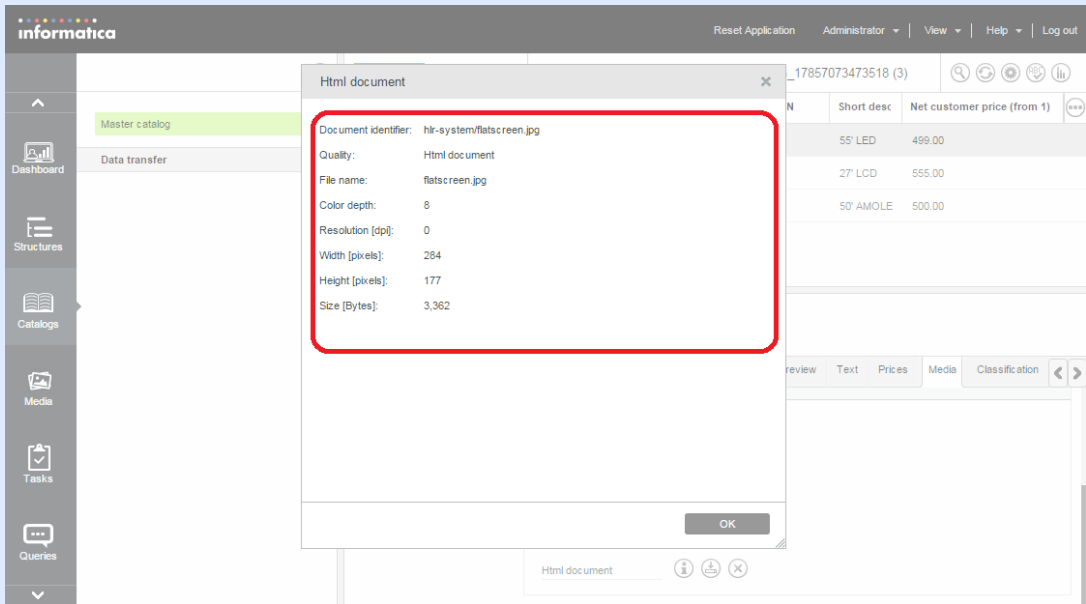 informatica
Reset Application Administrator View Help Log out
Html document
_17857073473518 (3)
N Short desc Net customer price (from 1)
Master catalog
Data transfer
Dashboard
Structures
Catalogs
Media
Tasks
Queries
Document identifier: hlr-system/flatscreen.jpg
Quality: Html document
File name: flatscreen.jpg
Color depth: 8
Resolution [dpi]: 0
Width [pixels]: 284
Height [pixels]: 177
Size [Bytes]: 3,362
OK
55' LED 499.00
27' LCD 555.00
50' AMOLE 500.00
review Text Prices Media Classification
Html document